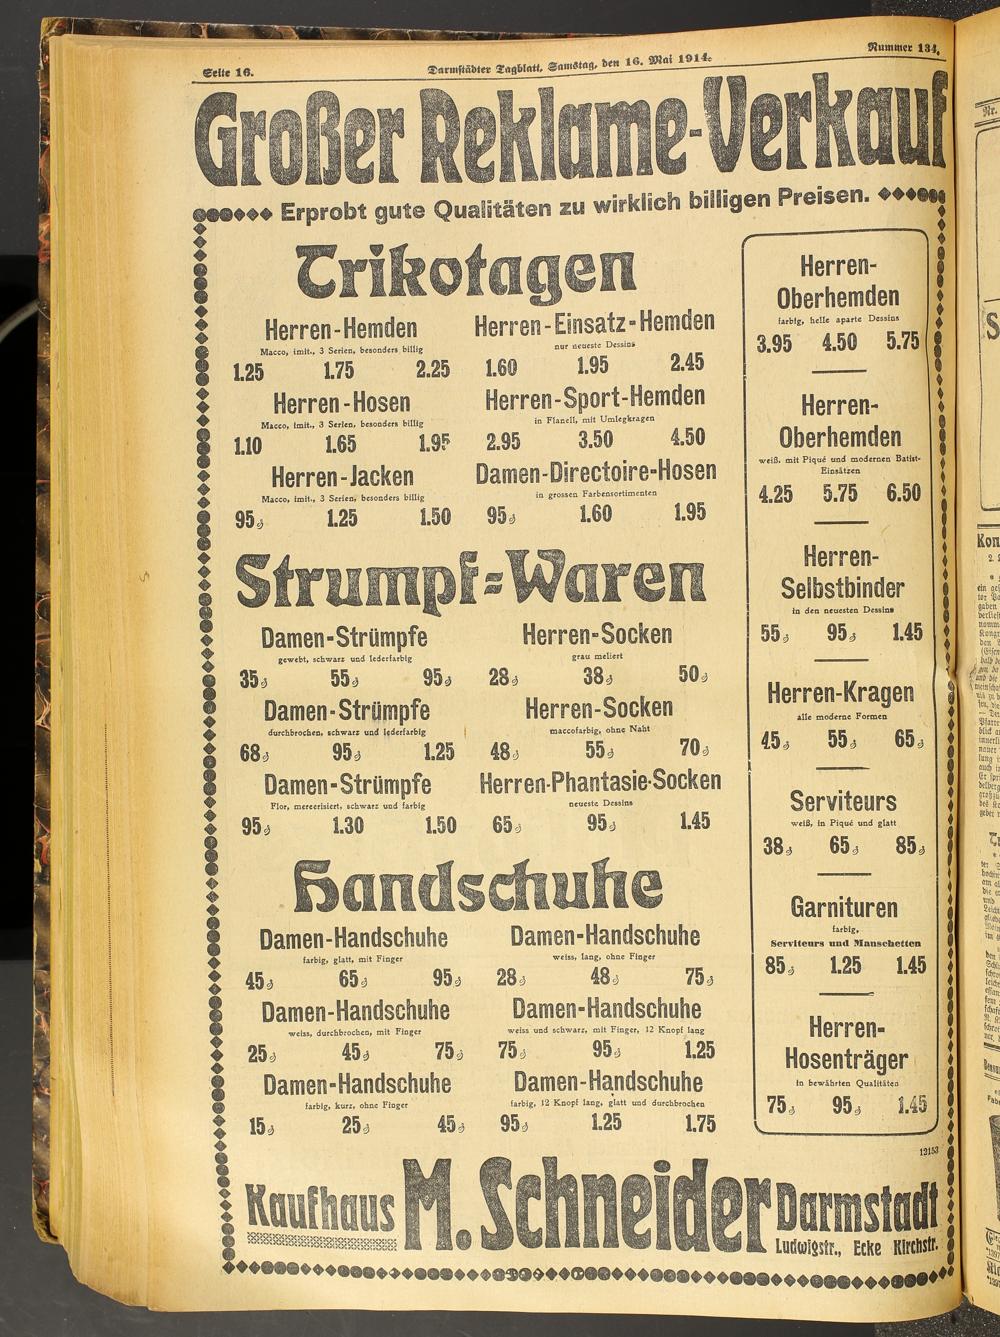 Seite 16.
Darmstädter Tagblatt, Samstag, den 16. Mai 1914.
Nummer 134.
Großer Reklame-Verkauf
Erprobt gute Qualitäten zu wirklich billigen Preisen.
Trikotagen
Herren-Hemden
Macco, imit., 3 Serien, besonders billig
1.25 1.75 2.25
Herren-Hosen
Macco, imit., 3 Serien, besonders billig
1.10 1.65 1.95
Herren-Jacken
Macco, imit., 3 Serien, besonders billig
95₰ 1.25 1.50
Herren-Einsatz-Hemden
nur neueste Dessins
1.60 1.95 2.45
Herren-Sport-Hemden
in Flanell, mit Umlegkragen
2.95 3.50 4.50
Damen-Directoire-Hosen
in grossen Farbensortimenten
95₰ 1.60 1.95
Strumpf=Waren
Damen-Strümpfe
gewebt, schwarz und lederfarbig
35₰ 55₰ 95₰
Damen-Strümpfe
durchbrochen, schwarz und lederfarbig
68₰ 95₰ 1.25
Damen-Strümpfe
Flor, mercerisiert, schwarz und farbig
95₰ 1.30 1.50
Herren-Socken
grau meliert
28₰ 38₰ 50₰
Herren-Socken
maccofarbig, ohne Naht
48₰ 55₰ 70₰
Herren-Phantasie-Socken
neueste Dessins
65₰ 95₰ 1.45
Handschuhe
Damen-Handschuhe
farbig, glatt, mit Finger
45₰ 65₰ 95₰
Damen-Handschuhe
weiss, durchbrochen, mit Finger
25₰ 45₰ 75₰
Damen-Handschuhe
farbig, kurz, ohne Finger
15₰ 25₰ 45₰
Damen-Handschuhe
weiss, lang, ohne Finger
28₰ 48₰ 75₰
Damen-Handschuhe
weiss und schwarz, mit Finger, 12 Knopf lang
75₰ 95₰ 1.25
Damen-Handschuhe
farbig, 12 Knopf lang, glatt und durchbrochen
95₰ 1.25 1.75
Herren-
Oberhemden
farbig, helle aparte Dessins
3.95 4.50 5.75
Herren-
Oberhemden
weiß, mit Piqué und modernen Batist-
Einsätzen
4.25 5.75 6.50
Herren-
Selbstbinder
in den neuesten Dessins
55₰ 95₰ 1.45
Herren-Kragen
alle moderne Formen
45₰ 55₰ 65₰
Serviteurs
weiß, in Piqué und glatt
38₰ 65₰ 85₰
Garnituren
farbig,
Serviteurs und Manschetten
85₰ 1.25 1.45
Herren-
Hosenträger
in bewährten Qualitäten
75₰ 95₰ 1.45
12153
Kaufhaus M. Schneider Darmstadt
Ludwigstr., Ecke Kirchstr.